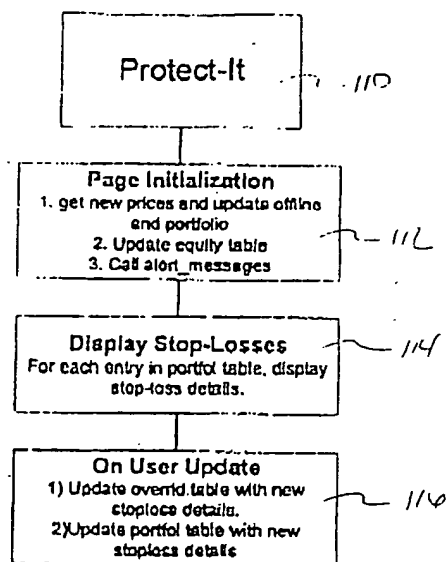 Protect-It
110
Page Initialization
1. get new prices and update offline
and portfolio
2. Update equity table
3. Call alert_messages
112
Display Stop-Losses
For each entry in portfol table, display
stop-loss details.
114
On User Update
1) Update overrid.table with new
stoploss details.
2)Update portfol table with new
stoploss details
116